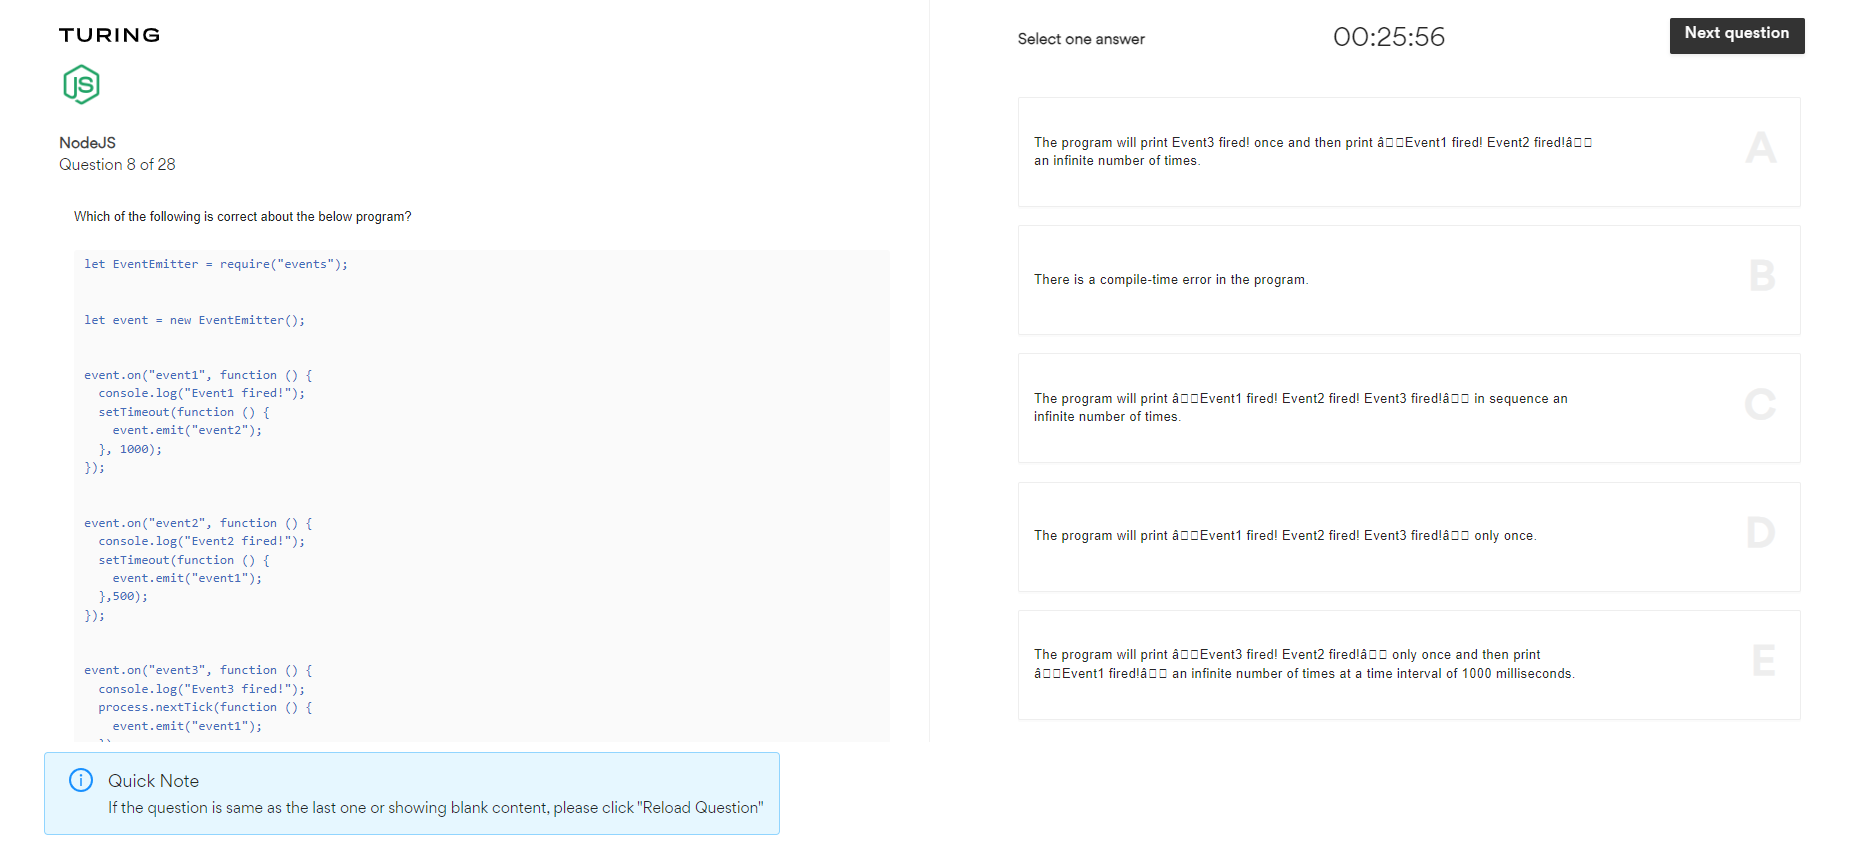 TURING
JS
NodeJS
Question 8 of 28
Which of the following is correct about the below program?
let EventEmitter = require("events");
let event = new EventEmitter();
event.on("event1", function () {
  console.log("Event1 fired!");
  setTimeout(function () {
    event.emit("event2");
  }, 1000);
});
event.on("event2", function () {
  console.log("Event2 fired!");
  setTimeout(function () {
    event.emit("event1");
  },500);
});
event.on("event3", function () {
  console.log("Event3 fired!");
  process.nextTick(function () {
    event.emit("event1");
Quick Note
If the question is same as the last one or showing blank content, please click "Reload Question"
Select one answer
00:25:56
Next question
The program will print Event3 fired! once and then print â□□Event1 fired! Event2 fired!â□□
an infinite number of times.
A
There is a compile-time error in the program.
B
The program will print â□□Event1 fired! Event2 fired! Event3 fired!â□□ in sequence an
infinite number of times.
C
The program will print â□□Event1 fired! Event2 fired! Event3 fired!â□□ only once.
D
The program will print â□□Event3 fired! Event2 fired!â□□ only once and then print
â□□Event1 fired!â□□ an infinite number of times at a time interval of 1000 milliseconds.
E